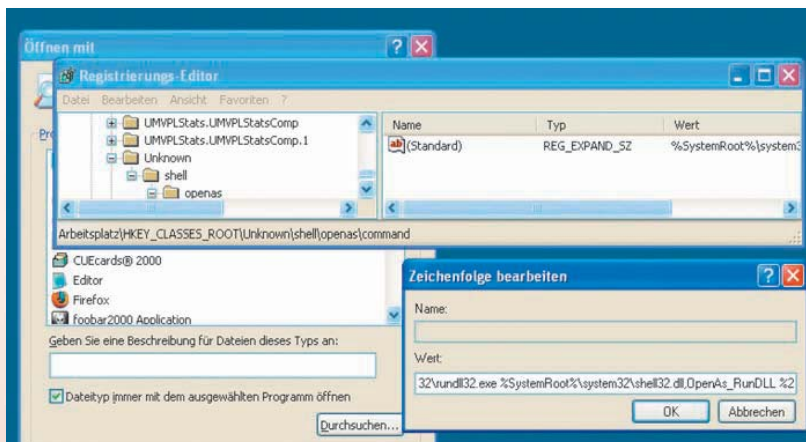 Öffnen mit
Registrierungs-Editor
Datei Bearbeiten Ansicht Favoriten ?
UMVPLStats.UMVPLStatsComp
UMVPLStats.UMVPLStatsComp.1
Unknown
shell
openas
Name Typ Wert
(Standard) REG_EXPAND_SZ %SystemRoot%\system3
Arbeitsplatz\HKEY_CLASSES_ROOT\Unknown\shell\openas\command
CUEcards® 2000
Editor
Firefox
foobar2000 Application
Geben Sie eine Beschreibung für Dateien dieses Typs an:
Dateityp immer mit dem ausgewählten Programm öffnen
Durchsuchen...
Zeichenfolge bearbeiten
Name:
Wert:
32\rundll32.exe %SystemRoot%\system32\shell32.dll,OpenAs_RunDLL %2
OK Abbrechen